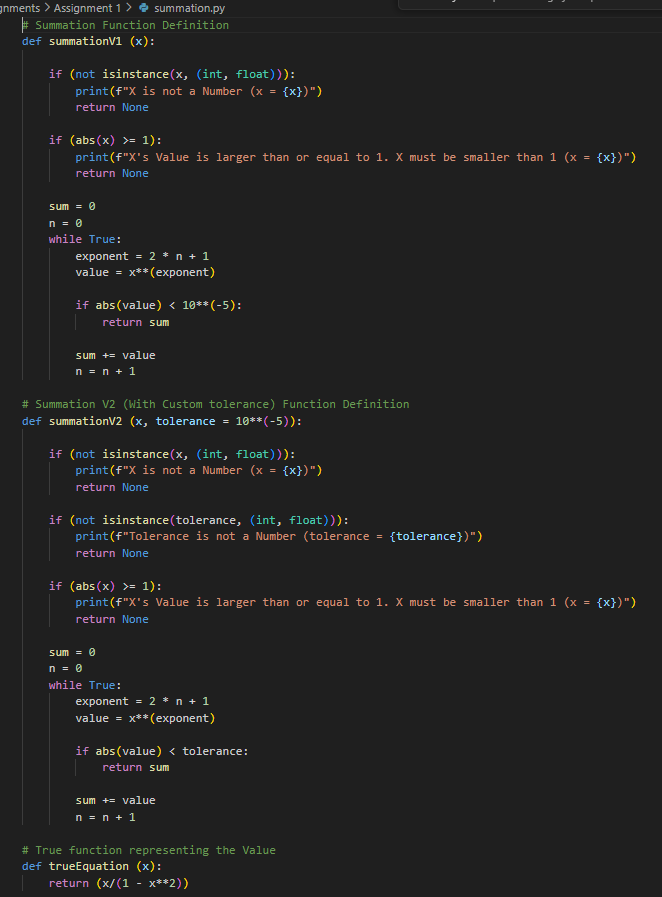 gnments > Assignment 1 > summation.py
# Summation Function Definition
def summationV1 (x):
    if (not isinstance(x, (int, float))):
        print(f"X is not a Number (x = {x})")
        return None
    if (abs(x) >= 1):
        print(f"X's Value is larger than or equal to 1. X must be smaller than 1 (x = {x})")
        return None
    sum = 0
    n = 0
    while True:
        exponent = 2 * n + 1
        value = x**(exponent)
        if abs(value) < 10**(-5):
            return sum
        sum += value
        n = n + 1
# Summation V2 (With Custom tolerance) Function Definition
def summationV2 (x, tolerance = 10**(-5)):
    if (not isinstance(x, (int, float))):
        print(f"X is not a Number (x = {x})")
        return None
    if (not isinstance(tolerance, (int, float))):
        print(f"Tolerance is not a Number (tolerance = {tolerance})")
        return None
    if (abs(x) >= 1):
        print(f"X's Value is larger than or equal to 1. X must be smaller than 1 (x = {x})")
        return None
    sum = 0
    n = 0
    while True:
        exponent = 2 * n + 1
        value = x**(exponent)
        if abs(value) < tolerance:
            return sum
        sum += value
        n = n + 1
# True function representing the Value
def trueEquation (x):
    return (x/(1 - x**2))